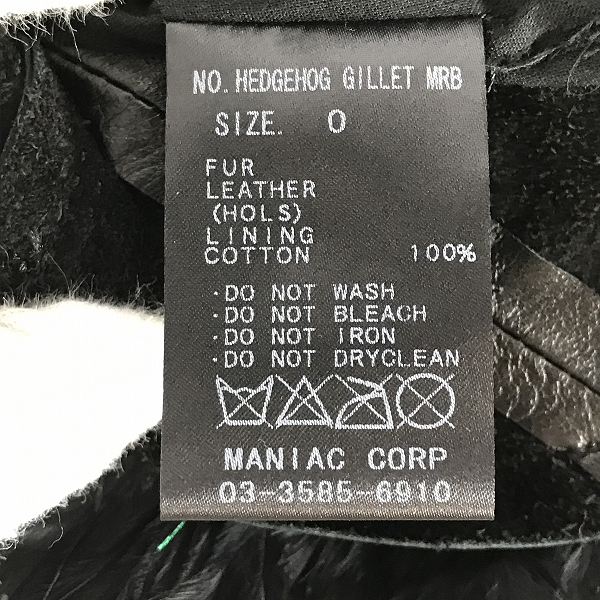 NO. HEDGEHOG GILLET MRB
SIZE. 0
FUR
LEATHER
(HOLS)
LINING
COTTON 100%
·DO NOT WASH
·DO NOT BLEACH
·DO NOT IRON
·DO NOT DRYCLEAN
MANIAC CORP
03-3585-6910